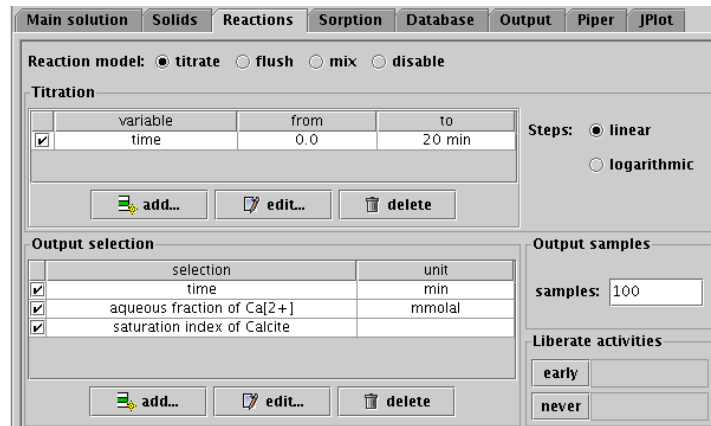 Main solution Solids Reactions Sorption Database Output Piper JPlot
Reaction model: titrate flush mix disable
Titration
variable from to
time 0.0 20 min
Steps: linear
logarithmic
add... edit... delete
Output selection
selection unit
time min
aqueous fraction of Ca[2+] mmolal
saturation index of Calcite
add... edit... delete
Output samples
samples: 100
Liberate activities
early
never